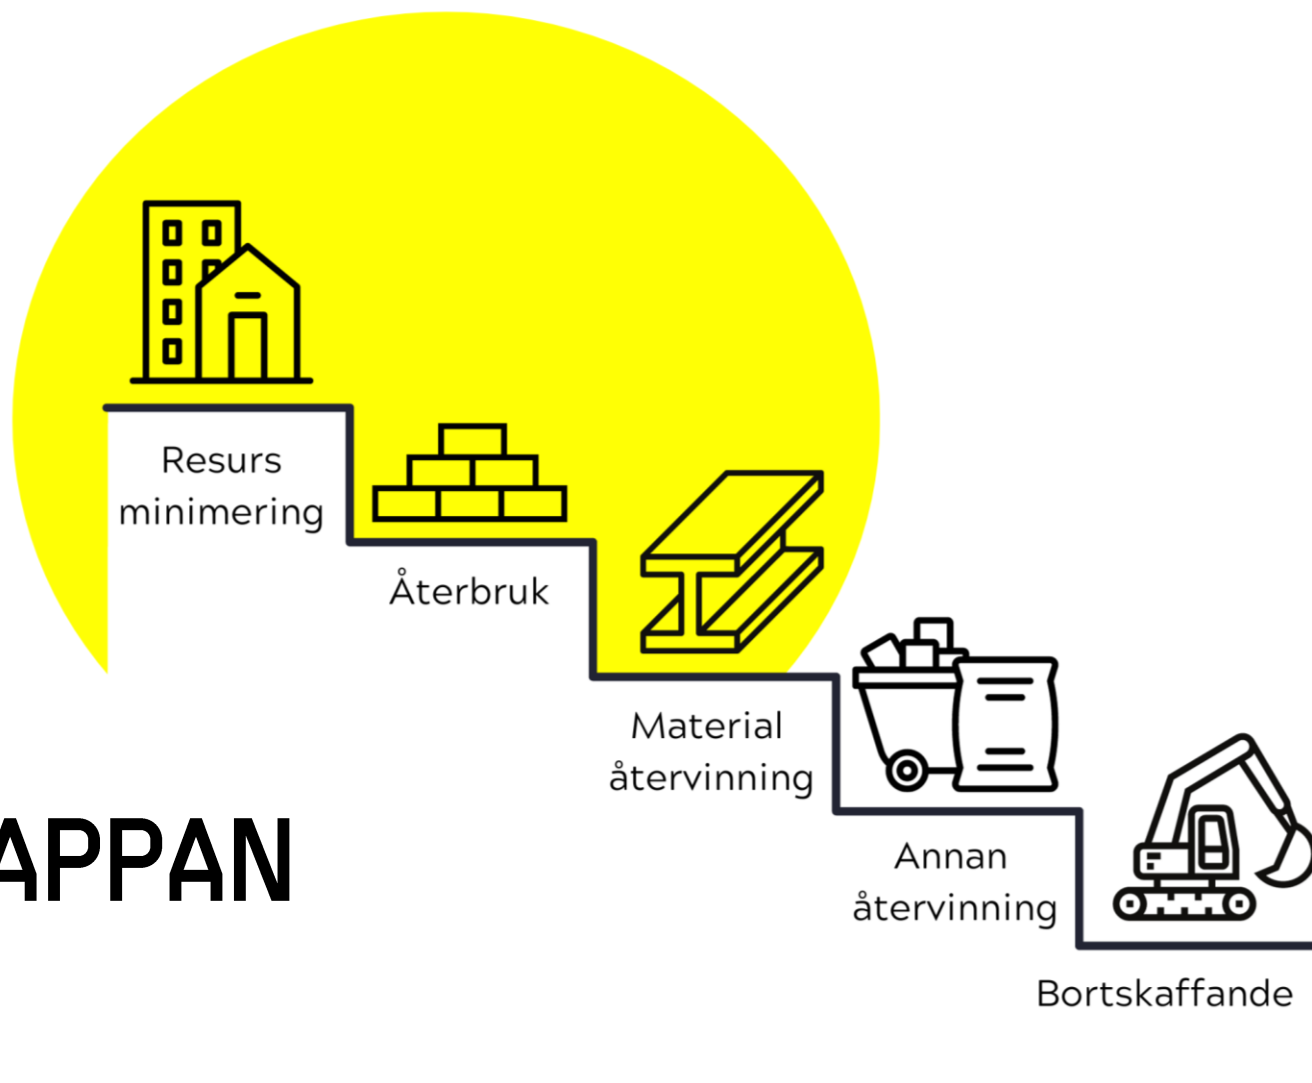 Resurs
minimering
Återbruk
Material
återvinning
APPAN
Annan
återvinning
Bortskaffande